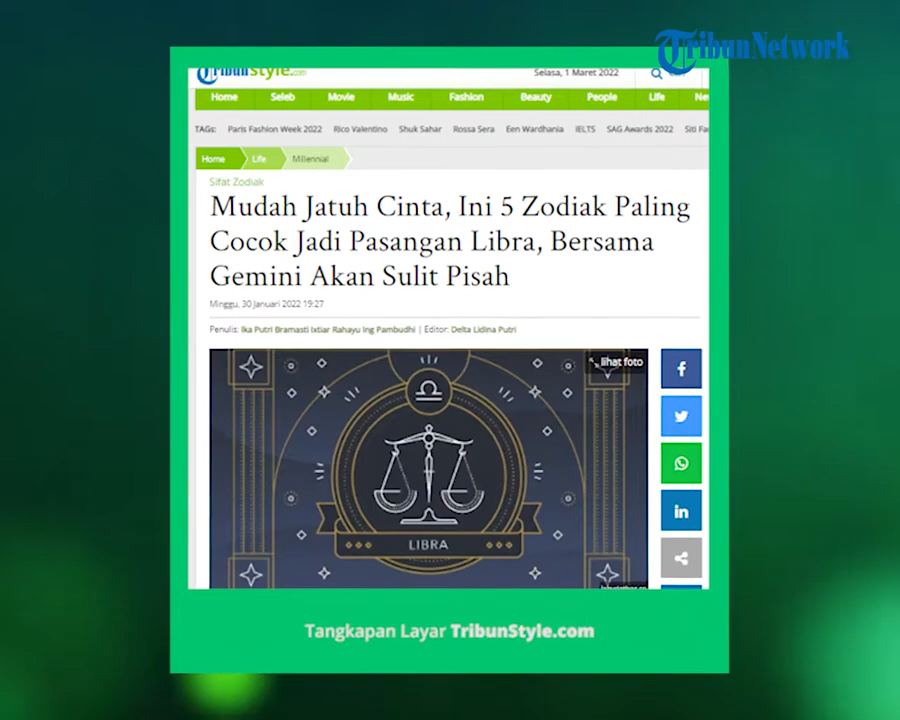 TribunNetwork
TribunStyle.com
Selasa, 1 Maret 2022
Home Seleb Movie Music Fashion Beauty People Life
TAGs: Paris Fashion Week 2022 Rico Valentino Shuk Sahar Rossa Sera Een Wardhania IELTS SAG Awards 2022 Siti
Home Life Millennial
Sifat Zodiak
Mudah Jatuh Cinta, Ini 5 Zodiak Paling
Cocok Jadi Pasangan Libra, Bersama
Gemini Akan Sulit Pisah
Minggu, 30 Januari 2022 19:27
Penulis: Ika Putri Bramasti Ixtiar Rahayu Ing Pambudhi | Editor: Delta Lidina Putri
lihat foto
LIBRA
Tangkapan Layar TribunStyle.com